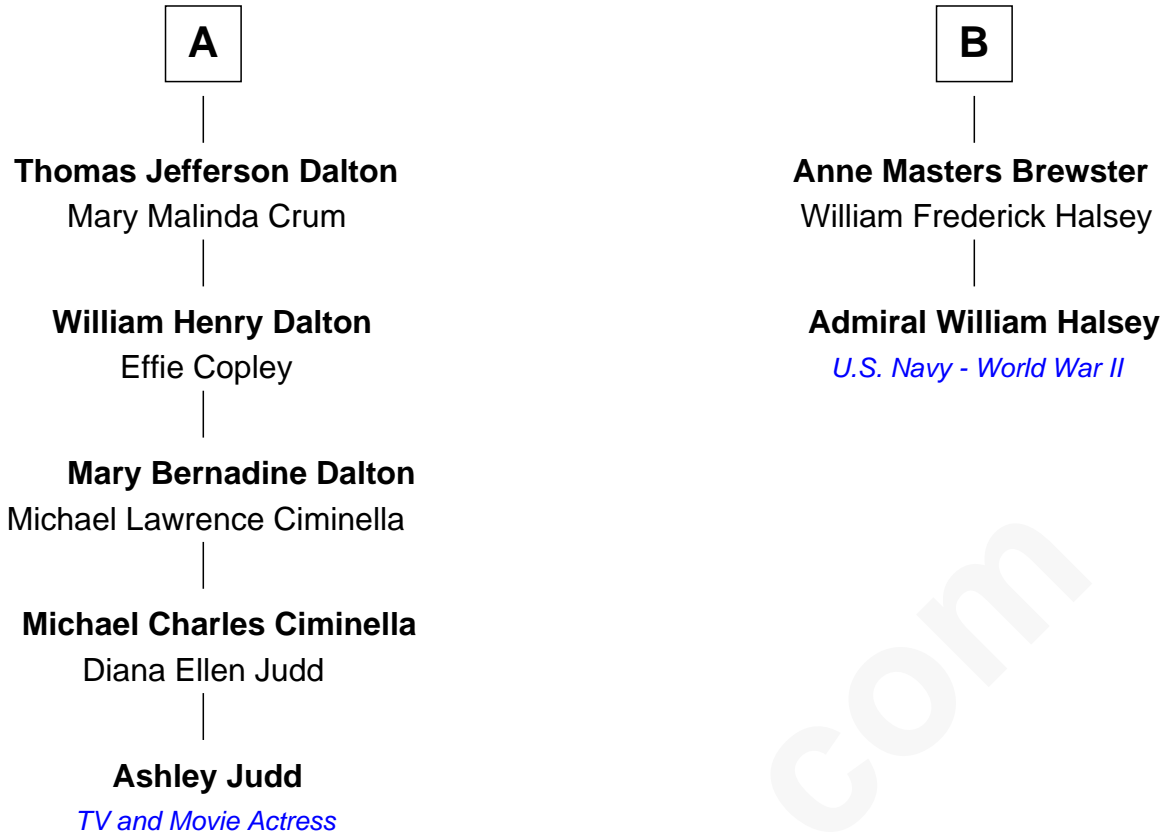 A
Thomas Jefferson Dalton
Mary Malinda Crum
William Henry Dalton
Effie Copley
Mary Bernadine Dalton
Michael Lawrence Ciminella
Michael Charles Ciminella
Diana Ellen Judd
Ashley Judd
TV and Movie Actress
B
Anne Masters Brewster
William Frederick Halsey
Admiral William Halsey
U.S. Navy - World War II
com